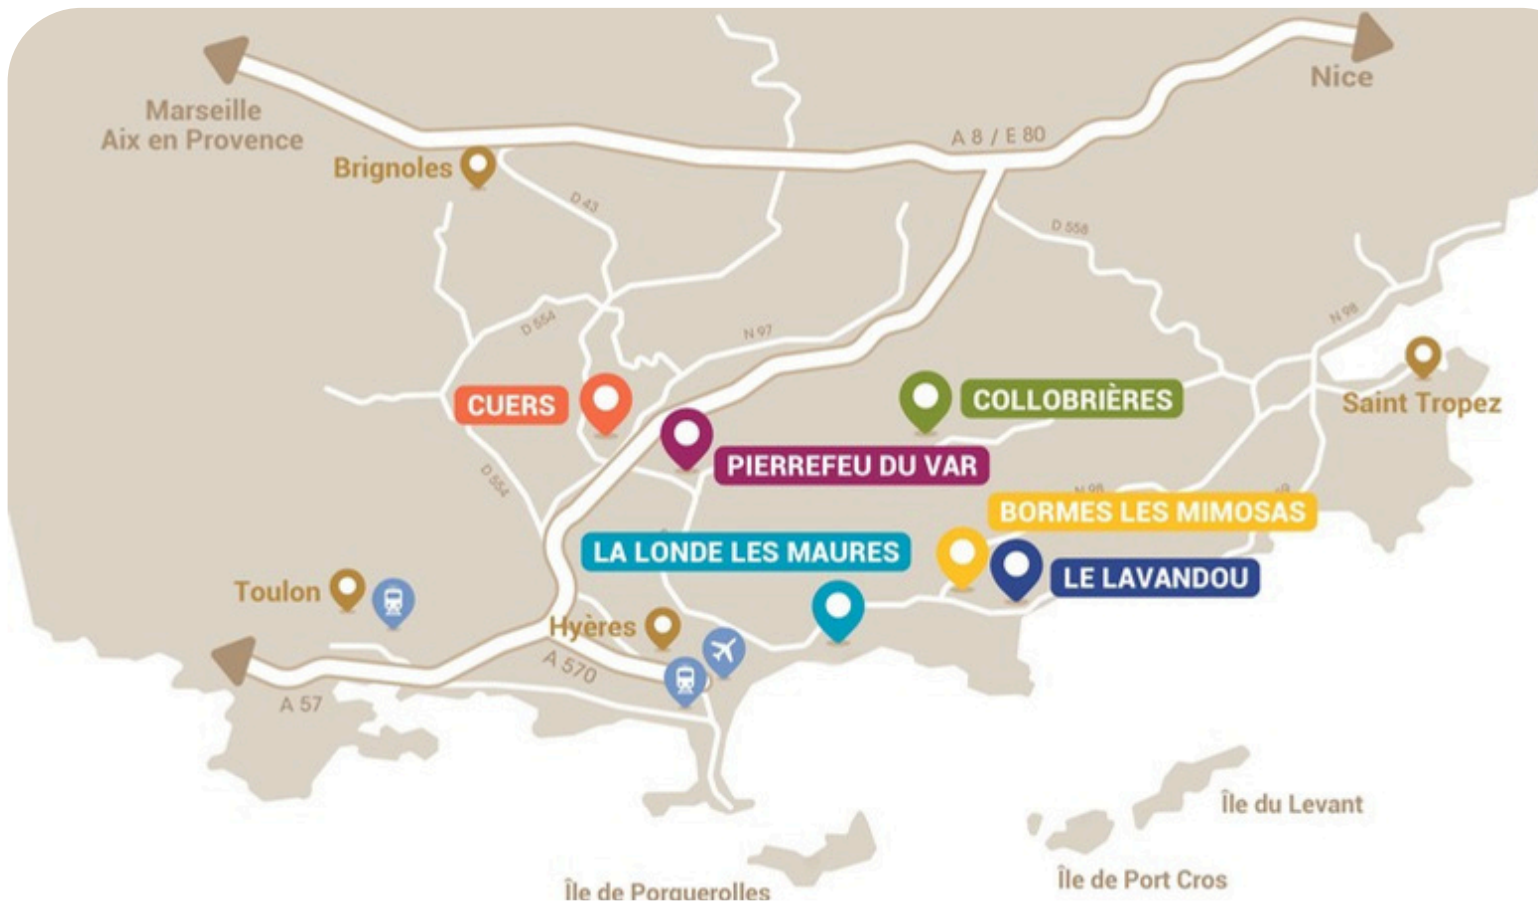 Nice
Marseille
Aix en Provence
A 8 / E 80
Brignoles
D 43
D 558
N 98
D 554
N 97
CUERS
COLLOBRIÈRES
Saint Tropez
PIERREFEU DU VAR
D 554
N 98
BORMES LES MIMOSAS
LA LONDE LES MAURES
LE LAVANDOU
Toulon
Hyères
A 570
A 57
Île du Levant
Île de Port Cros
Île de Porquerolles